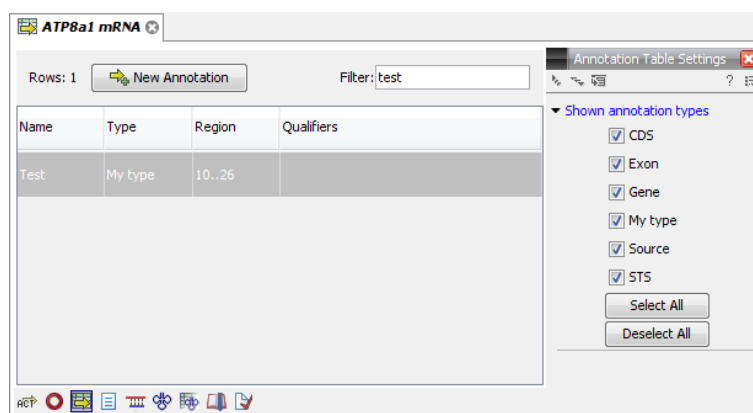 ATP8a1 mRNA
Rows: 1 New Annotation Filter: test
Name Type Region Qualifiers
Test My type 10..26
Annotation Table Settings
?
Shown annotation types
CDS
Exon
Gene
My type
Source
STS
Select All
Deselect All
ACT